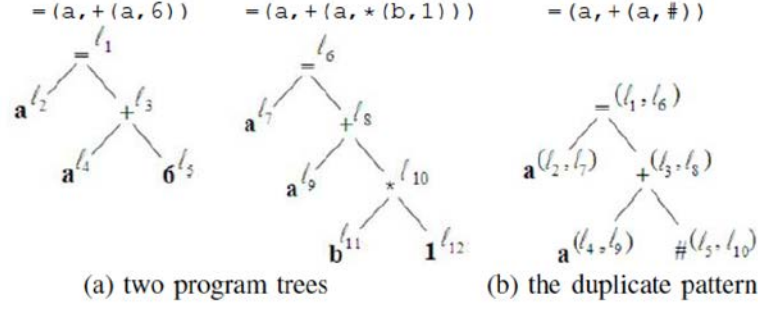 =(a,+(a,6)) =(a,+(a,*(b,1))) =(a,+(a,#))
= l1 = l6 = (l1,l6)
a l2 + l3 a l7 + l8 a (l2,l7) + (l3,l8)
a l4 6 l5 a l9 * l10 a (l4,l9) # (l5,l10)
b l11 1 l12
(a) two program trees (b) the duplicate pattern